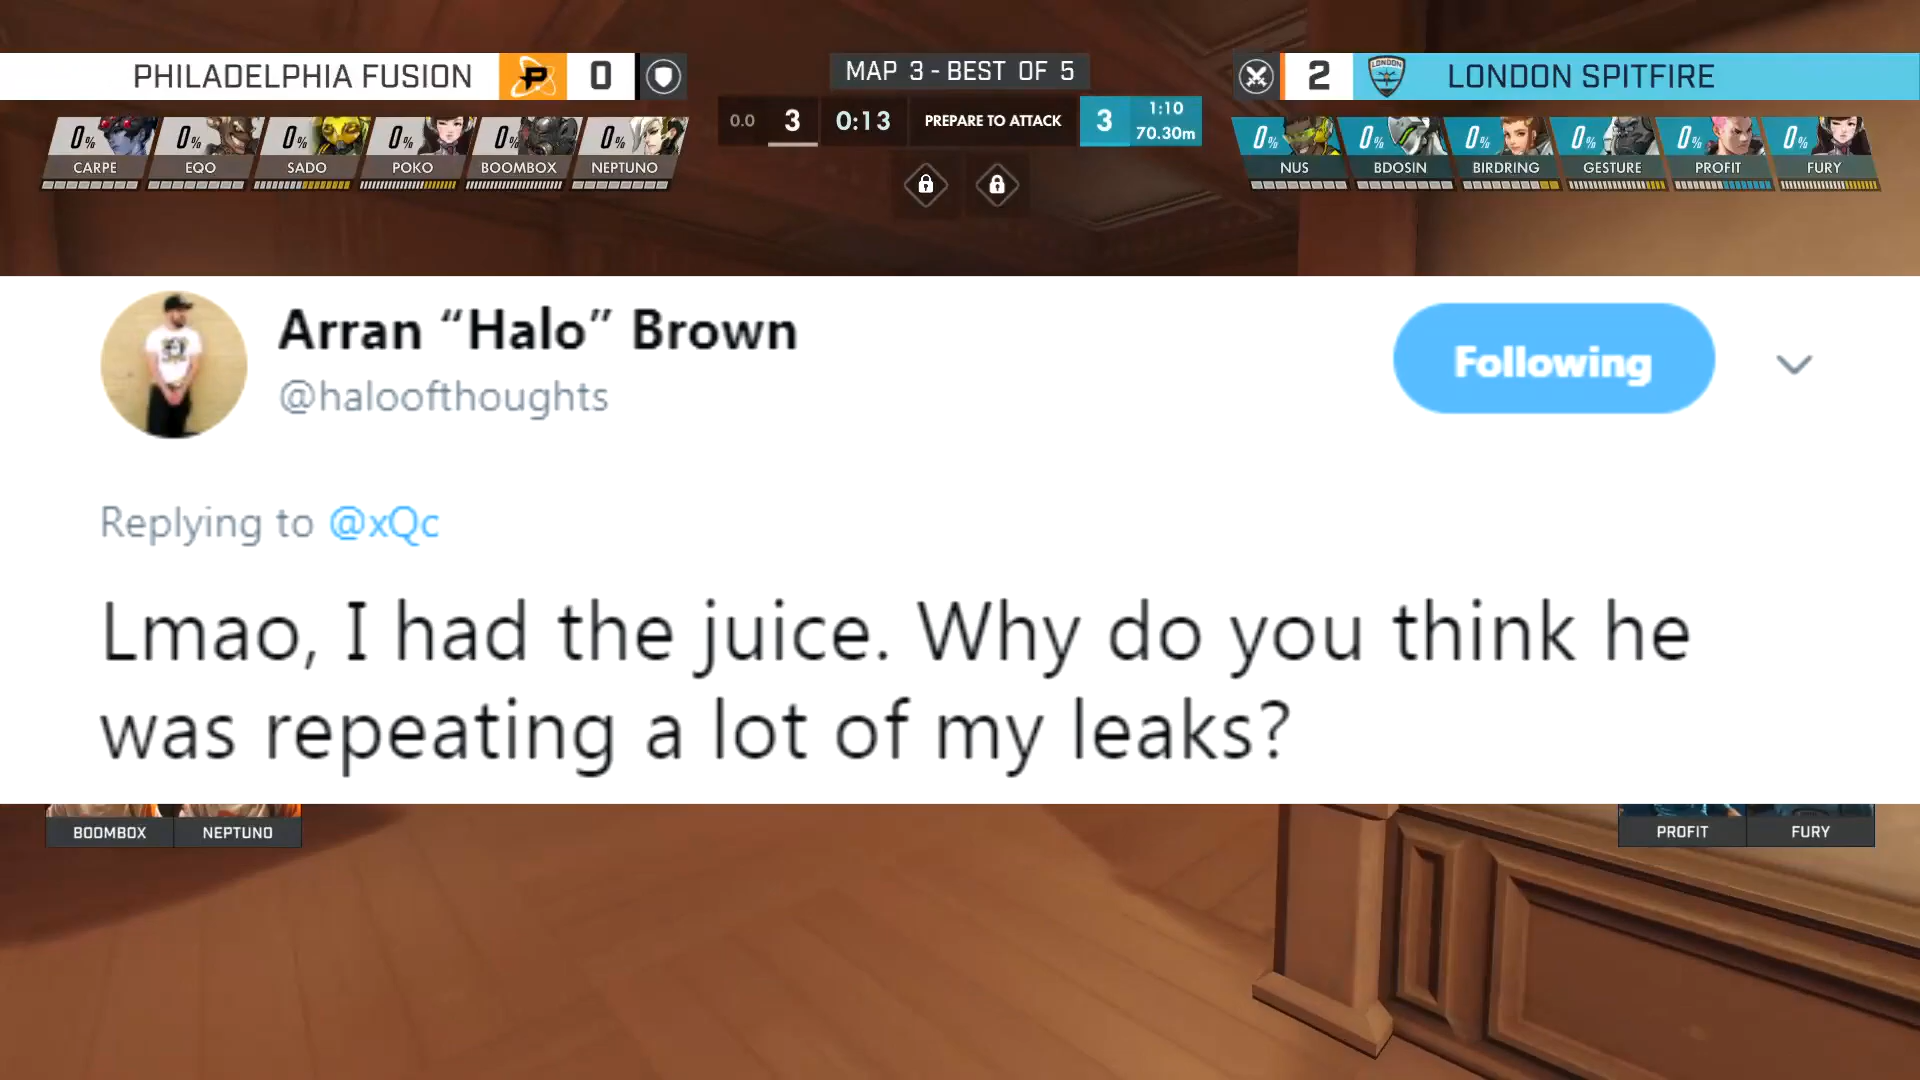 PHILADELPHIA FUSION P 0
MAP 3 - BEST OF 5
2 LONDON LONDON SPITFIRE
0.0 3 0:13 PREPARE TO ATTACK 3 1:10 70.30m
0% 0% 0% 0% 0% 0%
CARPE EQO SADO POKO BOOMBOX NEPTUNO
0% 0% 0% 0% 0% 0%
NUS BDOSIN BIRDRING GESTURE PROFIT FURY
Arran “Halo” Brown
@haloofthoughts
Following
Replying to @xQc
Lmao, I had the juice. Why do you think he
was repeating a lot of my leaks?
BOOMBOX NEPTUNO
PROFIT FURY